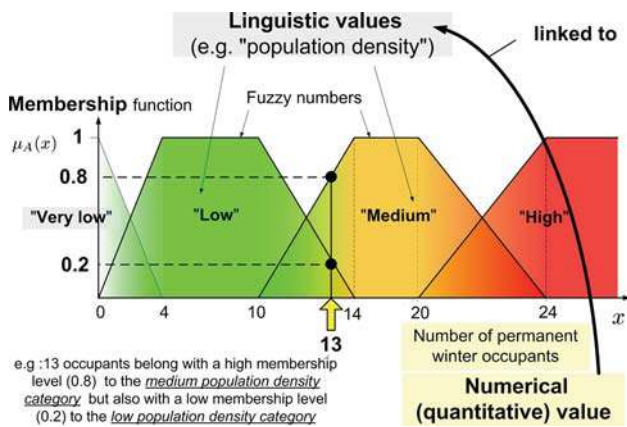 Linguistic values
(e.g. "population density")
linked to
Membership function
Fuzzy numbers
μA(x)
1
0.8
"Very low"
"Low"
"Medium"
"High"
0.2
0
0
4
10
14
20
24
x
13
Number of permanent
winter occupants
e.g :13 occupants belong with a high membership
level (0.8) to the medium population density
category but also with a low membership level
(0.2) to the low population density category
Numerical
(quantitative) value